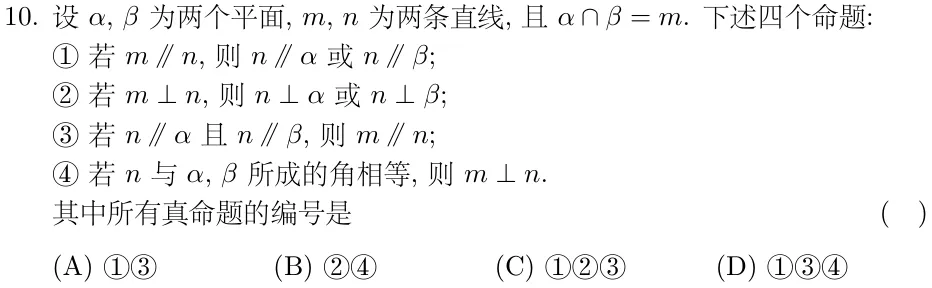 10. 设 α, β 为两个平面, m, n 为两条直线, 且 α ∩ β = m. 下述四个命题:
① 若 m ∥ n, 则 n ∥ α 或 n ∥ β;
② 若 m ⊥ n, 则 n ⊥ α 或 n ⊥ β;
③ 若 n ∥ α 且 n ∥ β, 则 m ∥ n;
④ 若 n 与 α, β 所成的角相等, 则 m ⊥ n.
其中所有真命题的编号是 ( )
(A) ①③ (B) ②④ (C) ①②③ (D) ①③④